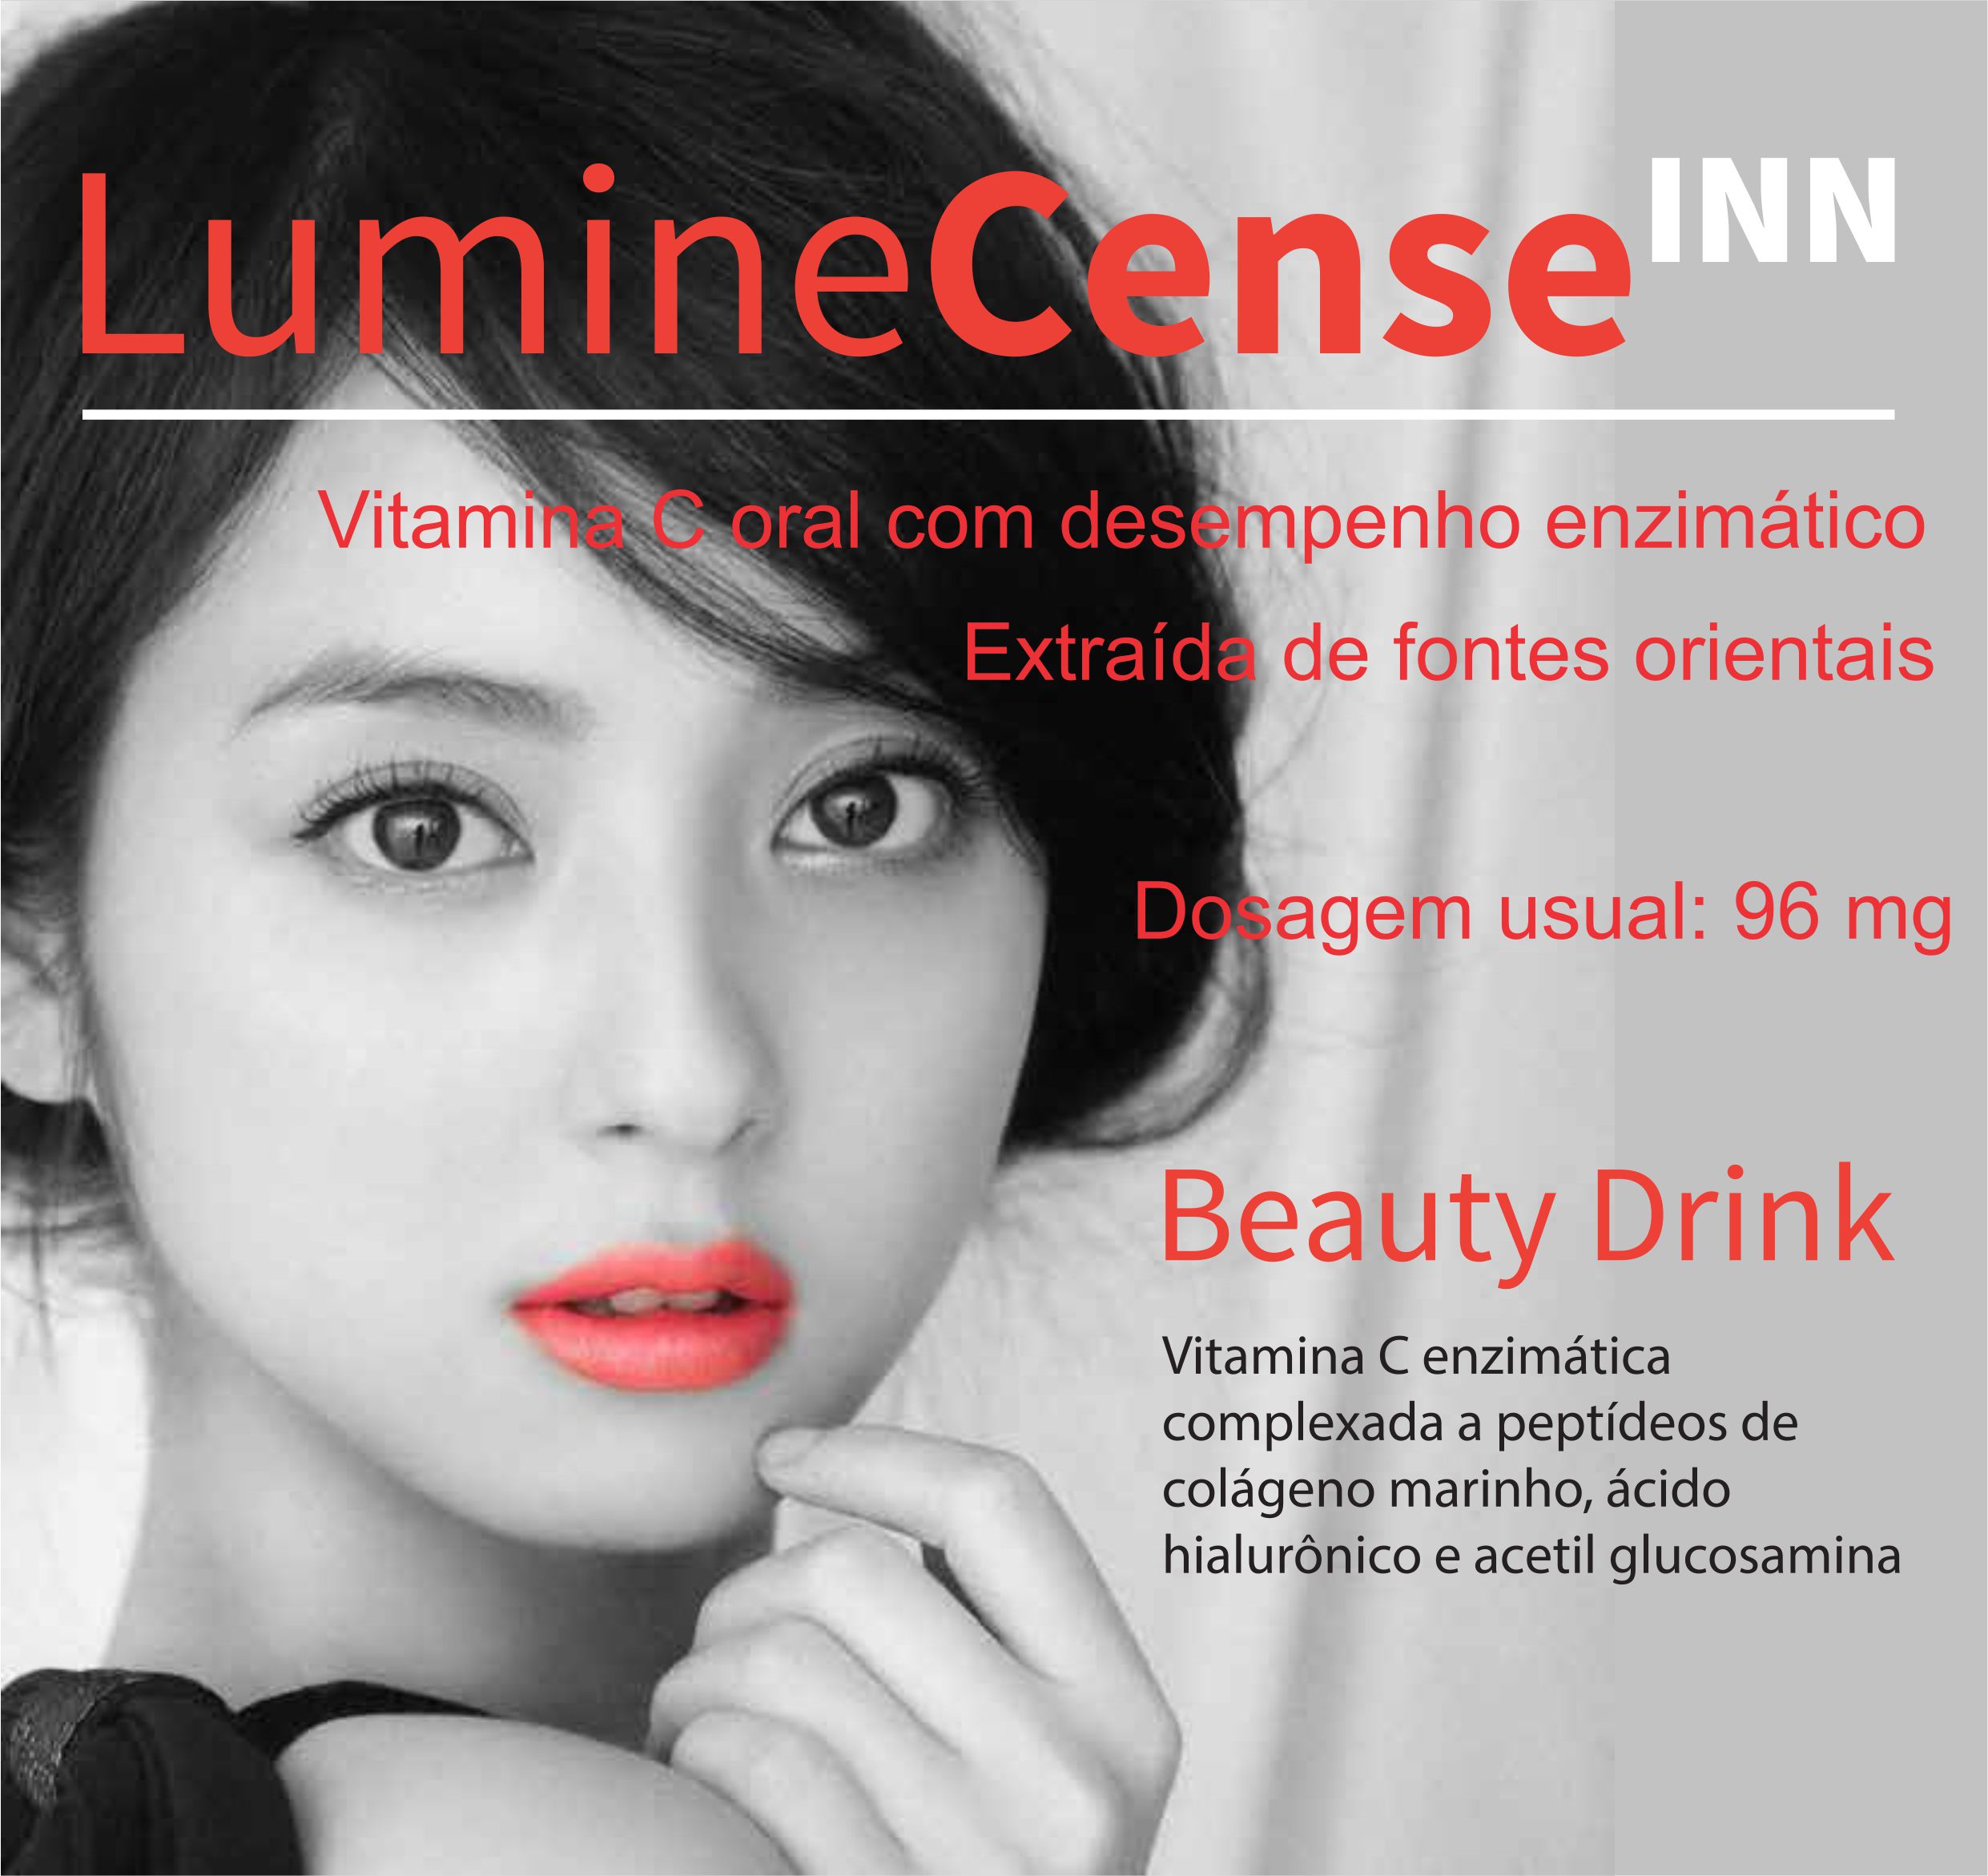 LumineCense INN
Vitamina C oral com desempenho enzimático
Extraída de fontes orientais
Dosagem usual: 96 mg
Beauty Drink
Vitamina C enzimática
complexada a peptídeos de
colágeno marinho, ácido
hialurônico e acetil glucosamina